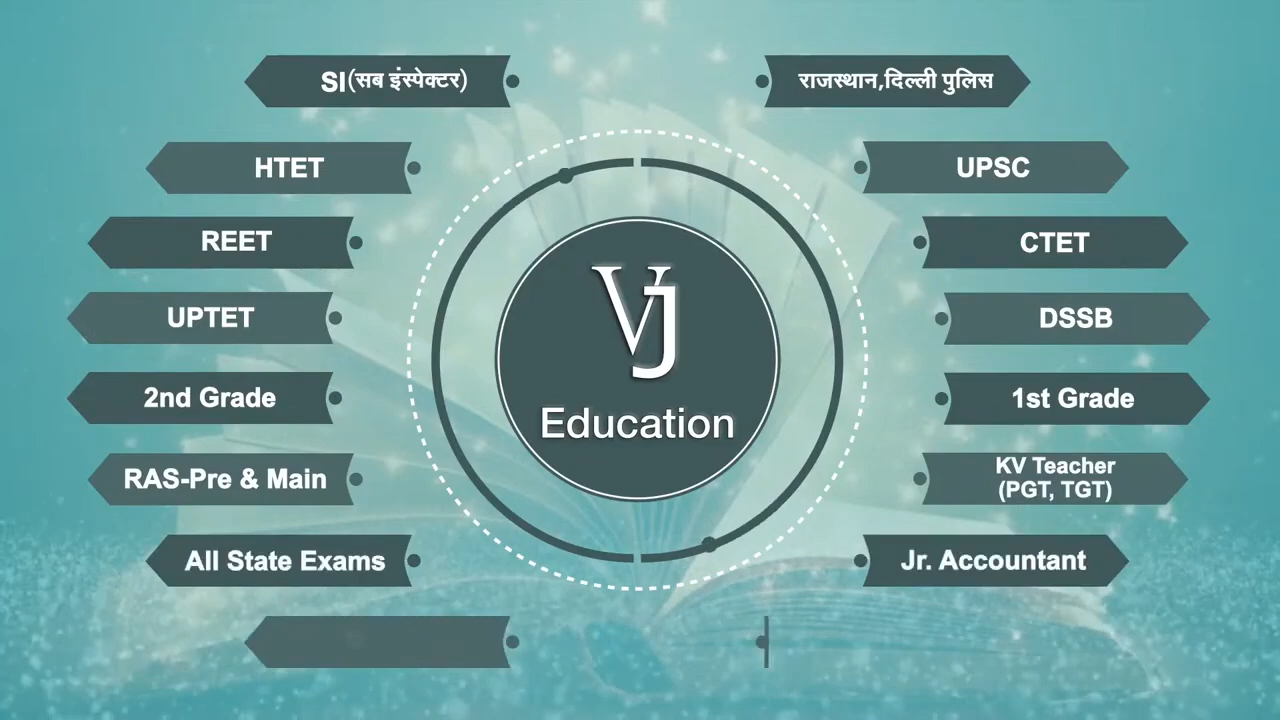 SI(सब इंस्पेक्टर)
राजस्थान,दिल्ली पुलिस
HTET
UPSC
REET
CTET
UPTET
DSSB
2nd Grade
1st Grade
RAS-Pre & Main
KV Teacher
(PGT, TGT)
All State Exams
Jr. Accountant
VJ
Education